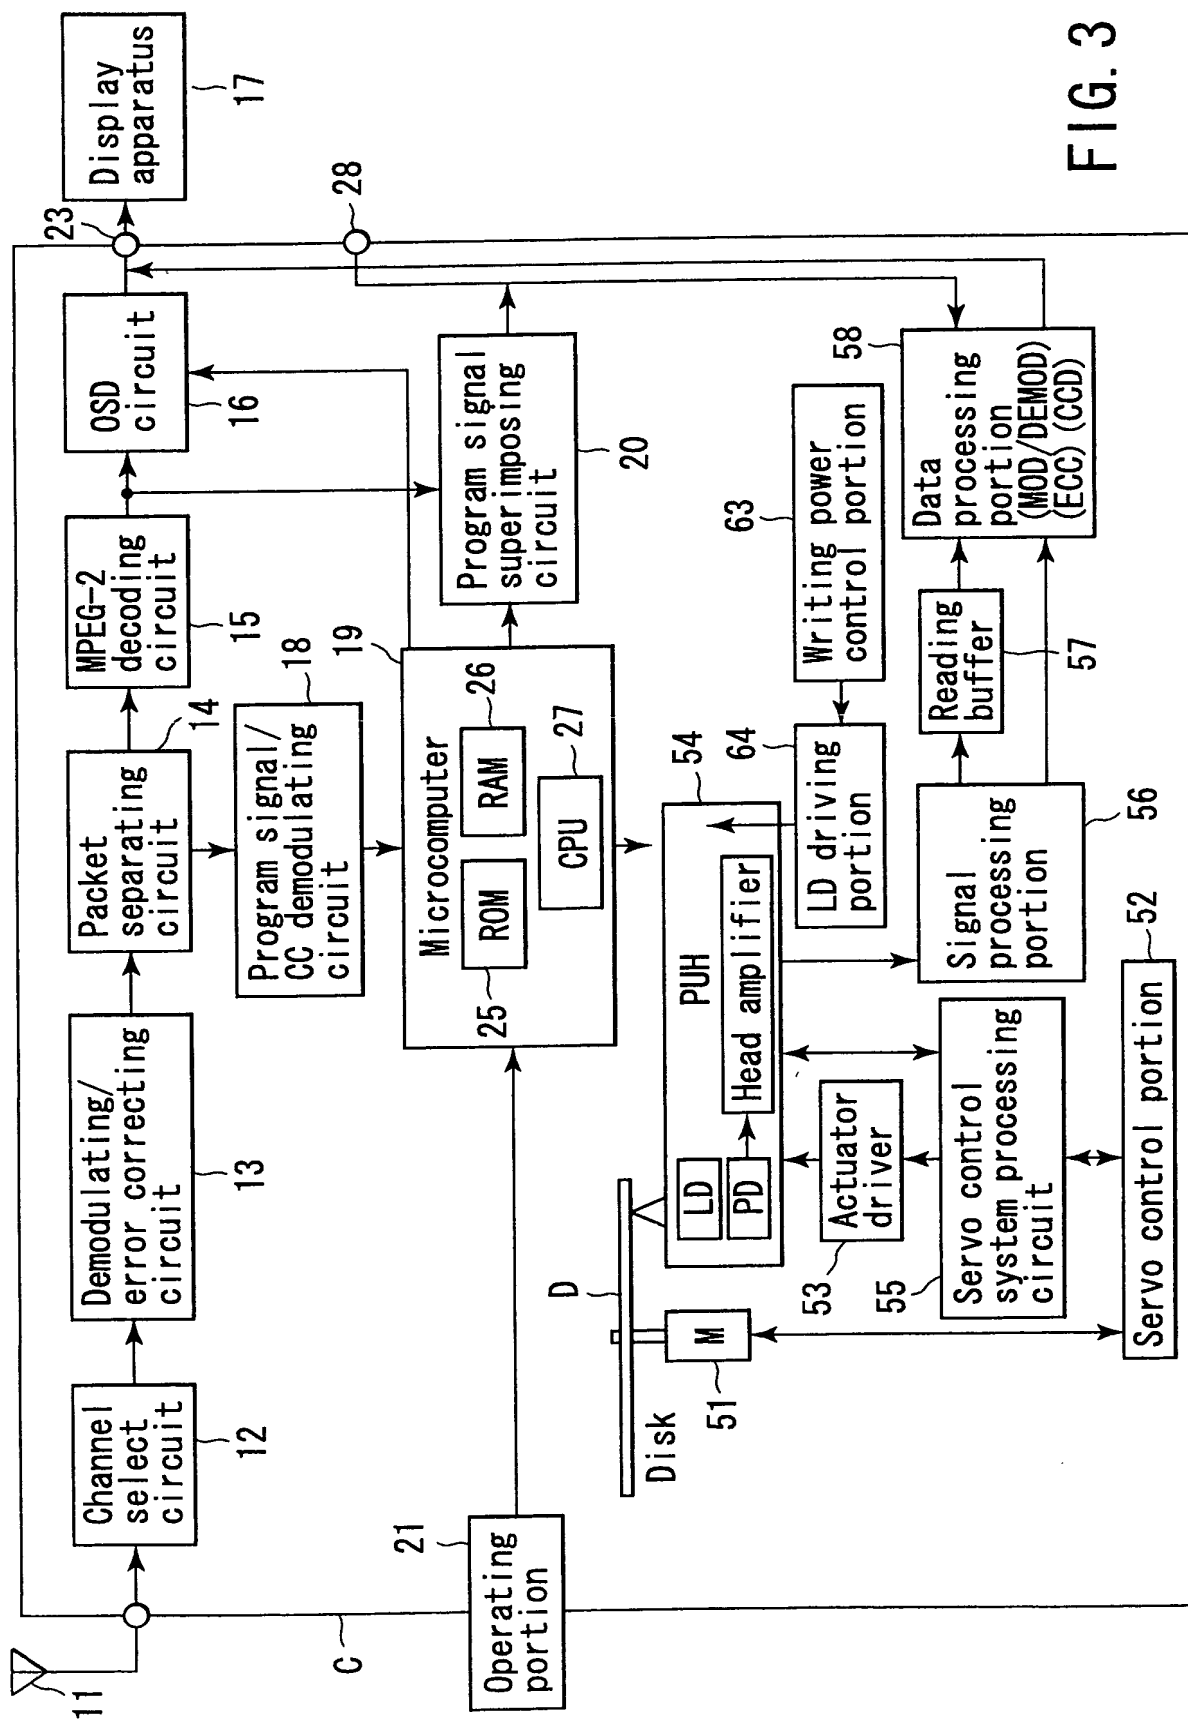 11
C
Channel
select
circuit
12
Demodulating/
error correcting
circuit
13
Packet
separating
circuit
14
MPEG-2
decoding
circuit
15
OSD
circuit
16
23
Display
apparatus
17
28
Program signal/
CC demodulating
circuit
18
Microcomputer
19
ROM
25
RAM
26
CPU
27
Program signal
superimposing
circuit
20
21
Operating
portion
Disk
D
M
51
PUH
54
LD
PD
Head amplifier
Actuator
driver
53
Servo control
system processing
circuit
55
Servo control portion
52
LD driving
portion
64
Writing power
control portion
63
Signal
processing
portion
56
Reading
buffer
57
Data
processing
portion
(MOD/DEMOD)
(ECC) (CCD)
58
FIG. 3